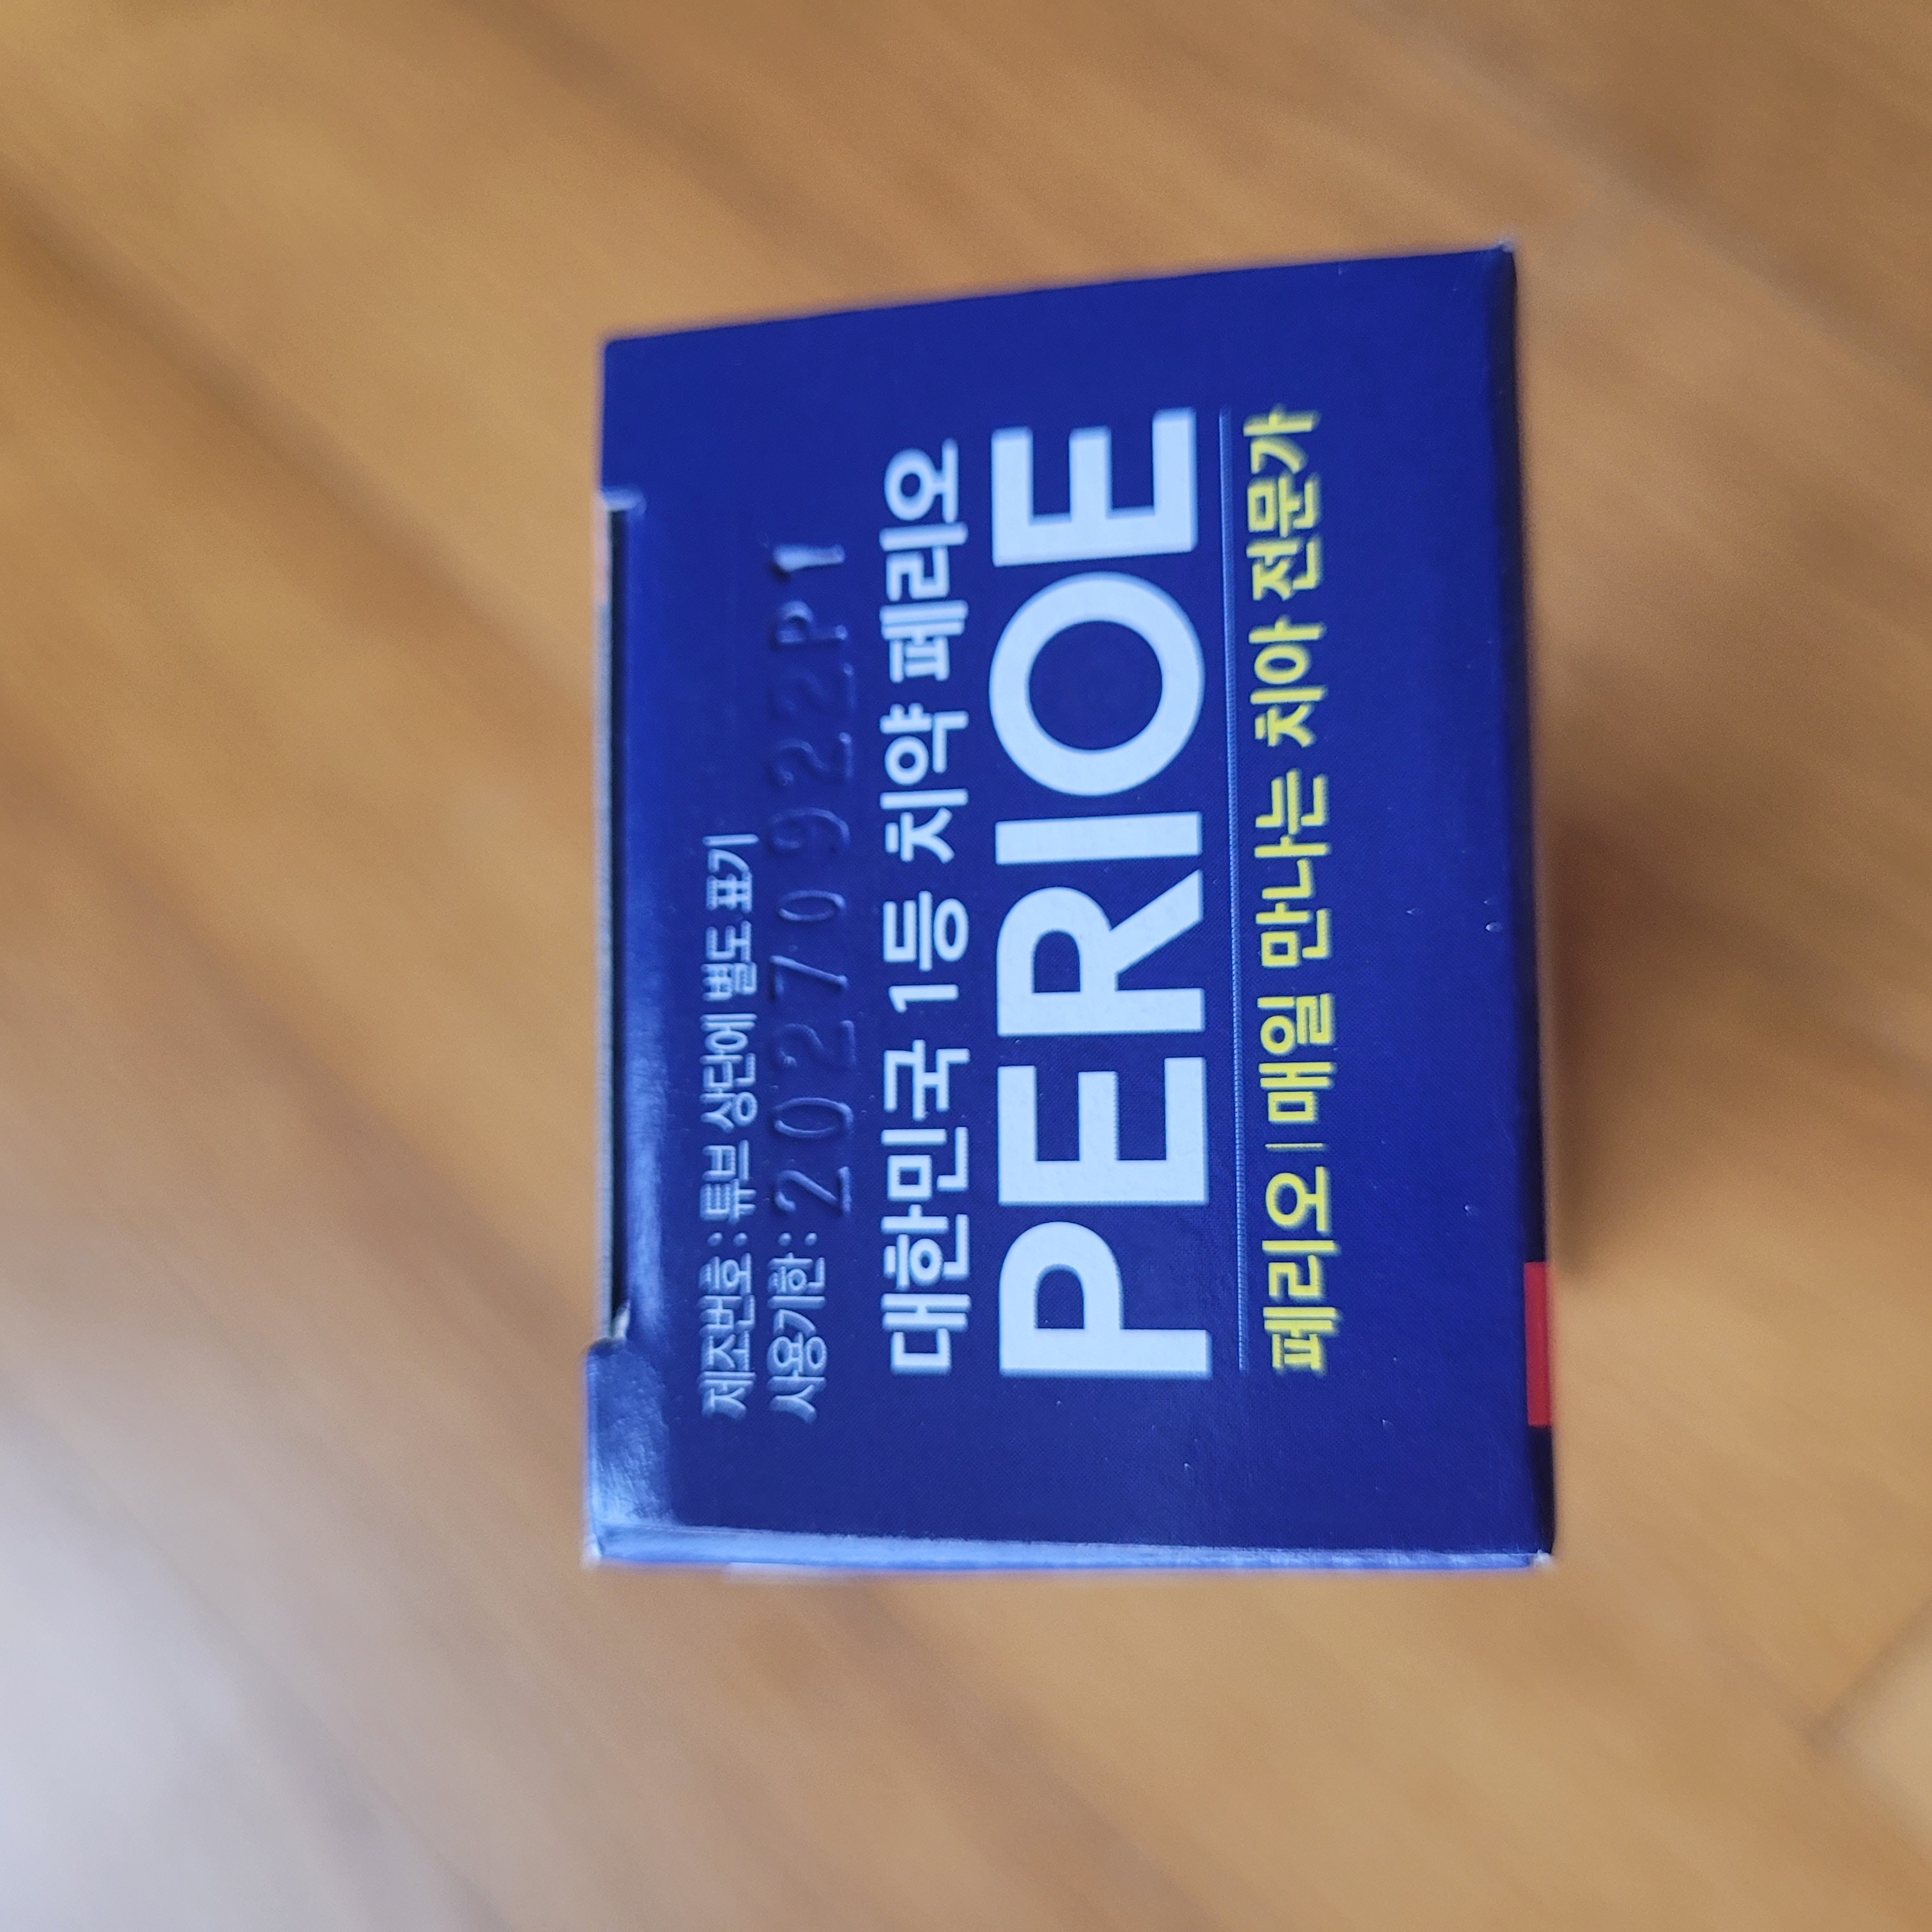 제조번호 : 튜브 상단에 별도 표기
사용기한 : 20270922P1
대한민국 1등 치약 페리오
PERIOE
페리오 | 매일 만나는 치아 전문가